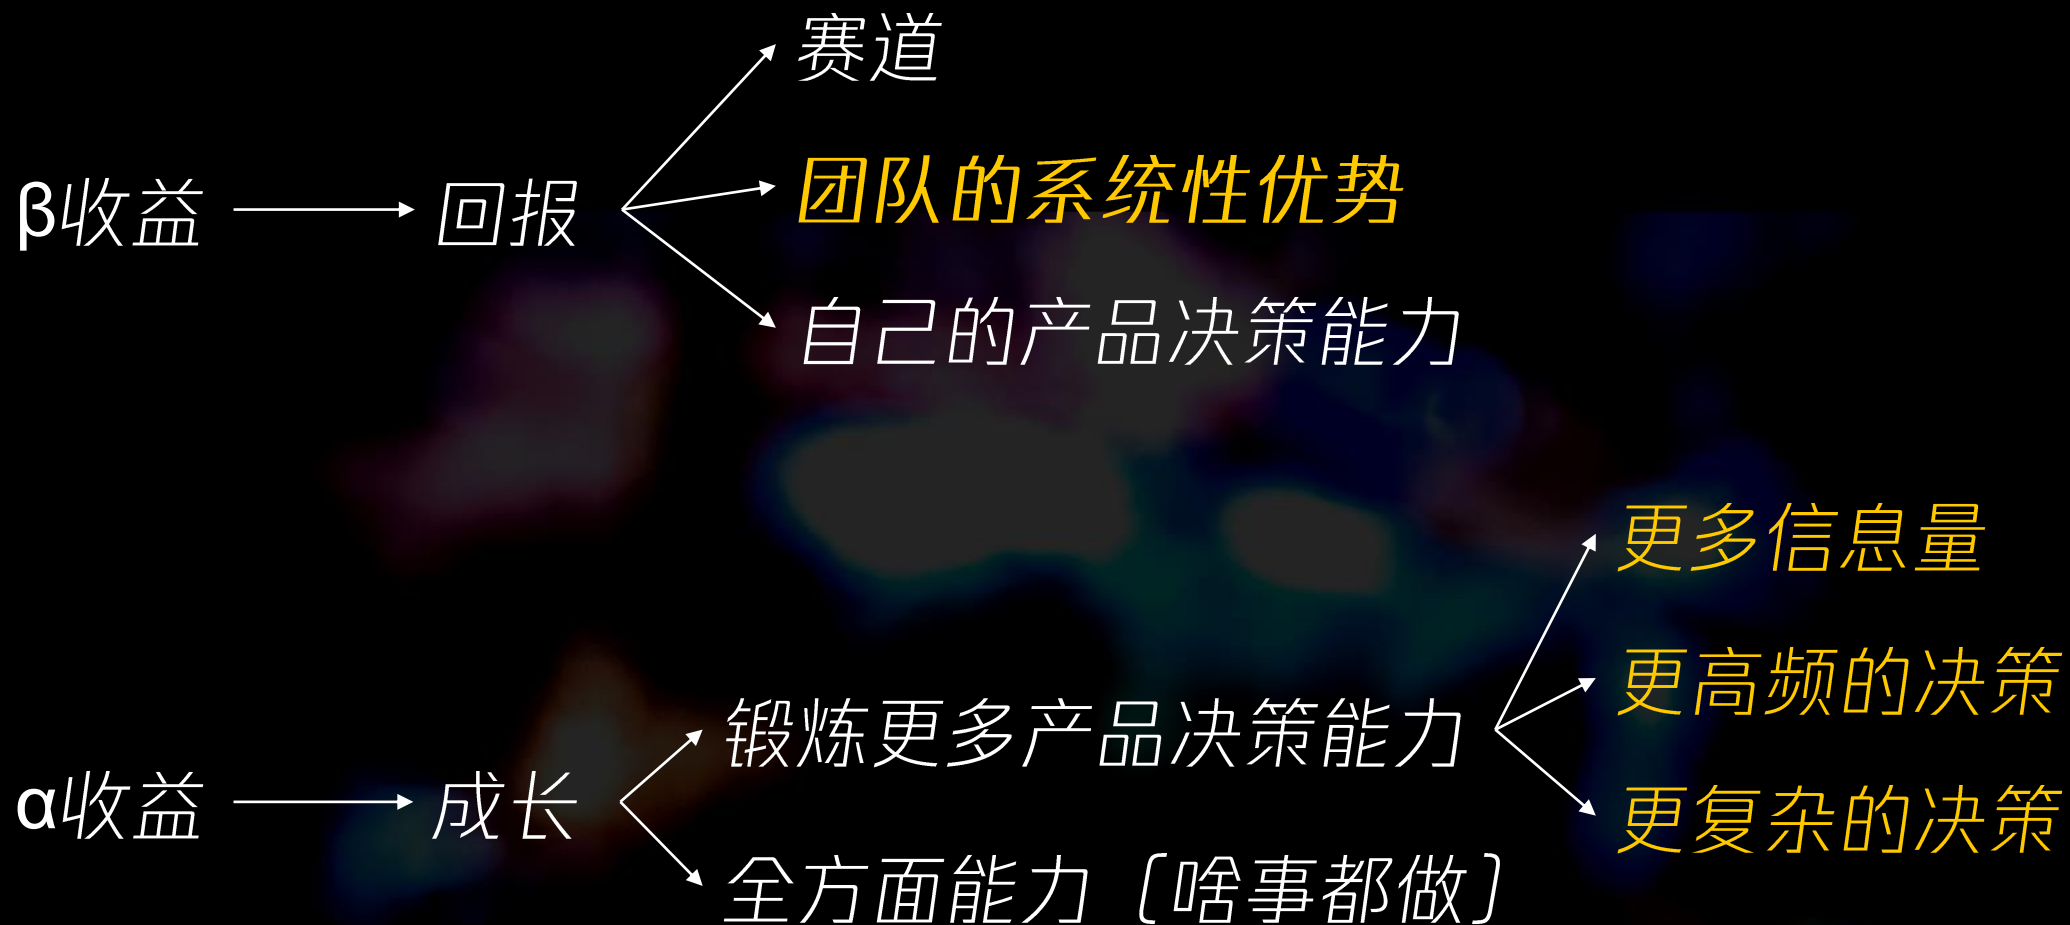 赛道
团队的系统性优势
β收益
回报
自己的产品决策能力
更多信息量
更高频的决策
锻炼更多产品决策能力
α收益
成长
更复杂的决策
全方面能力（啥事都做）